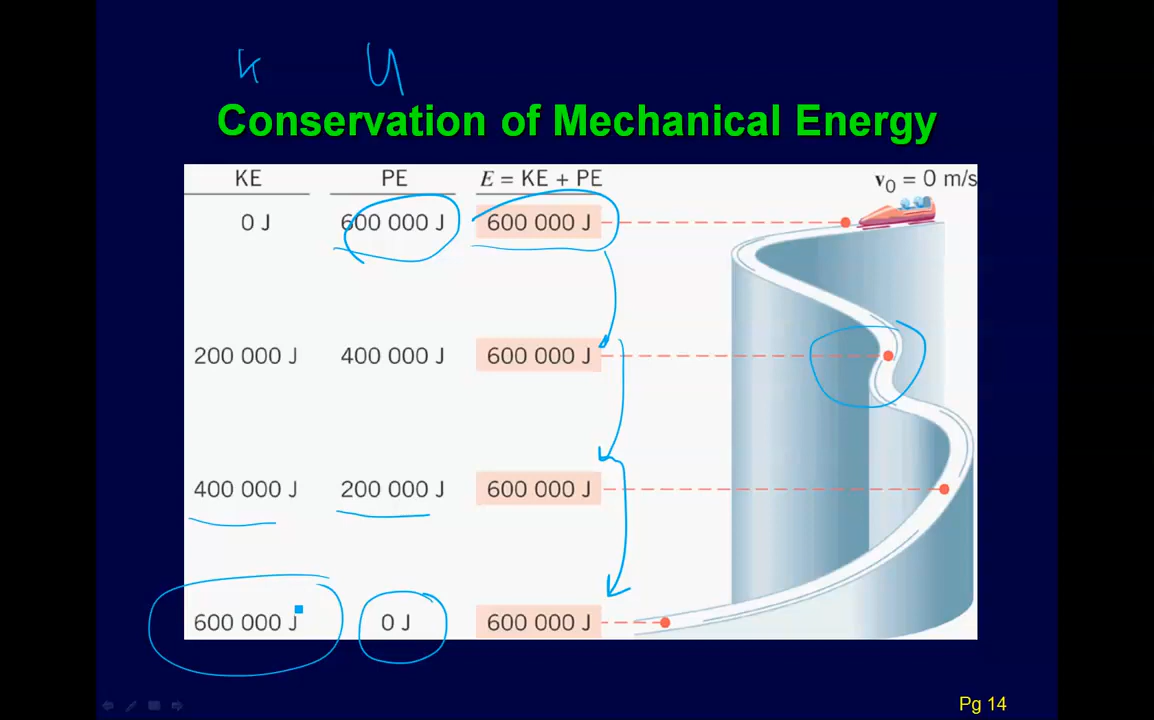 K U
Conservation of Mechanical Energy
KE PE E = KE + PE v0 = 0 m/s
0 J 600 000 J 600 000 J
200 000 J 400 000 J 600 000 J
400 000 J 200 000 J 600 000 J
600 000 J 0 J 600 000 J
Pg 14